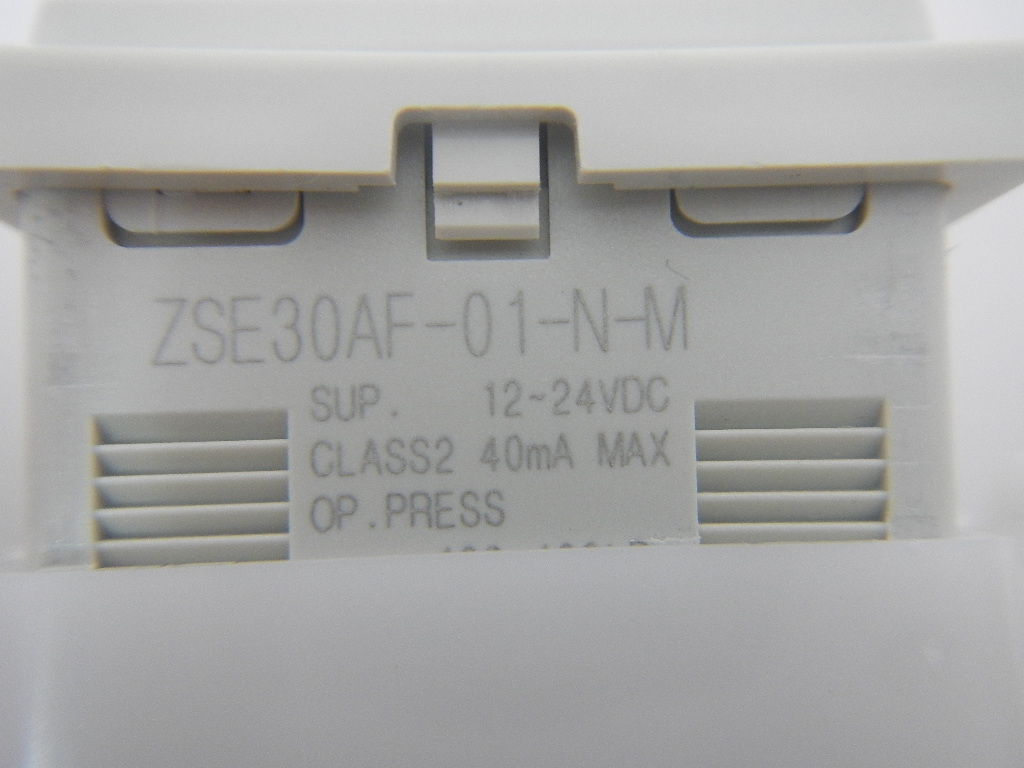 ZSE30AF-01-N-M
SUP. 12~24VDC
CLASS2 40mA MAX
OP.PRESS